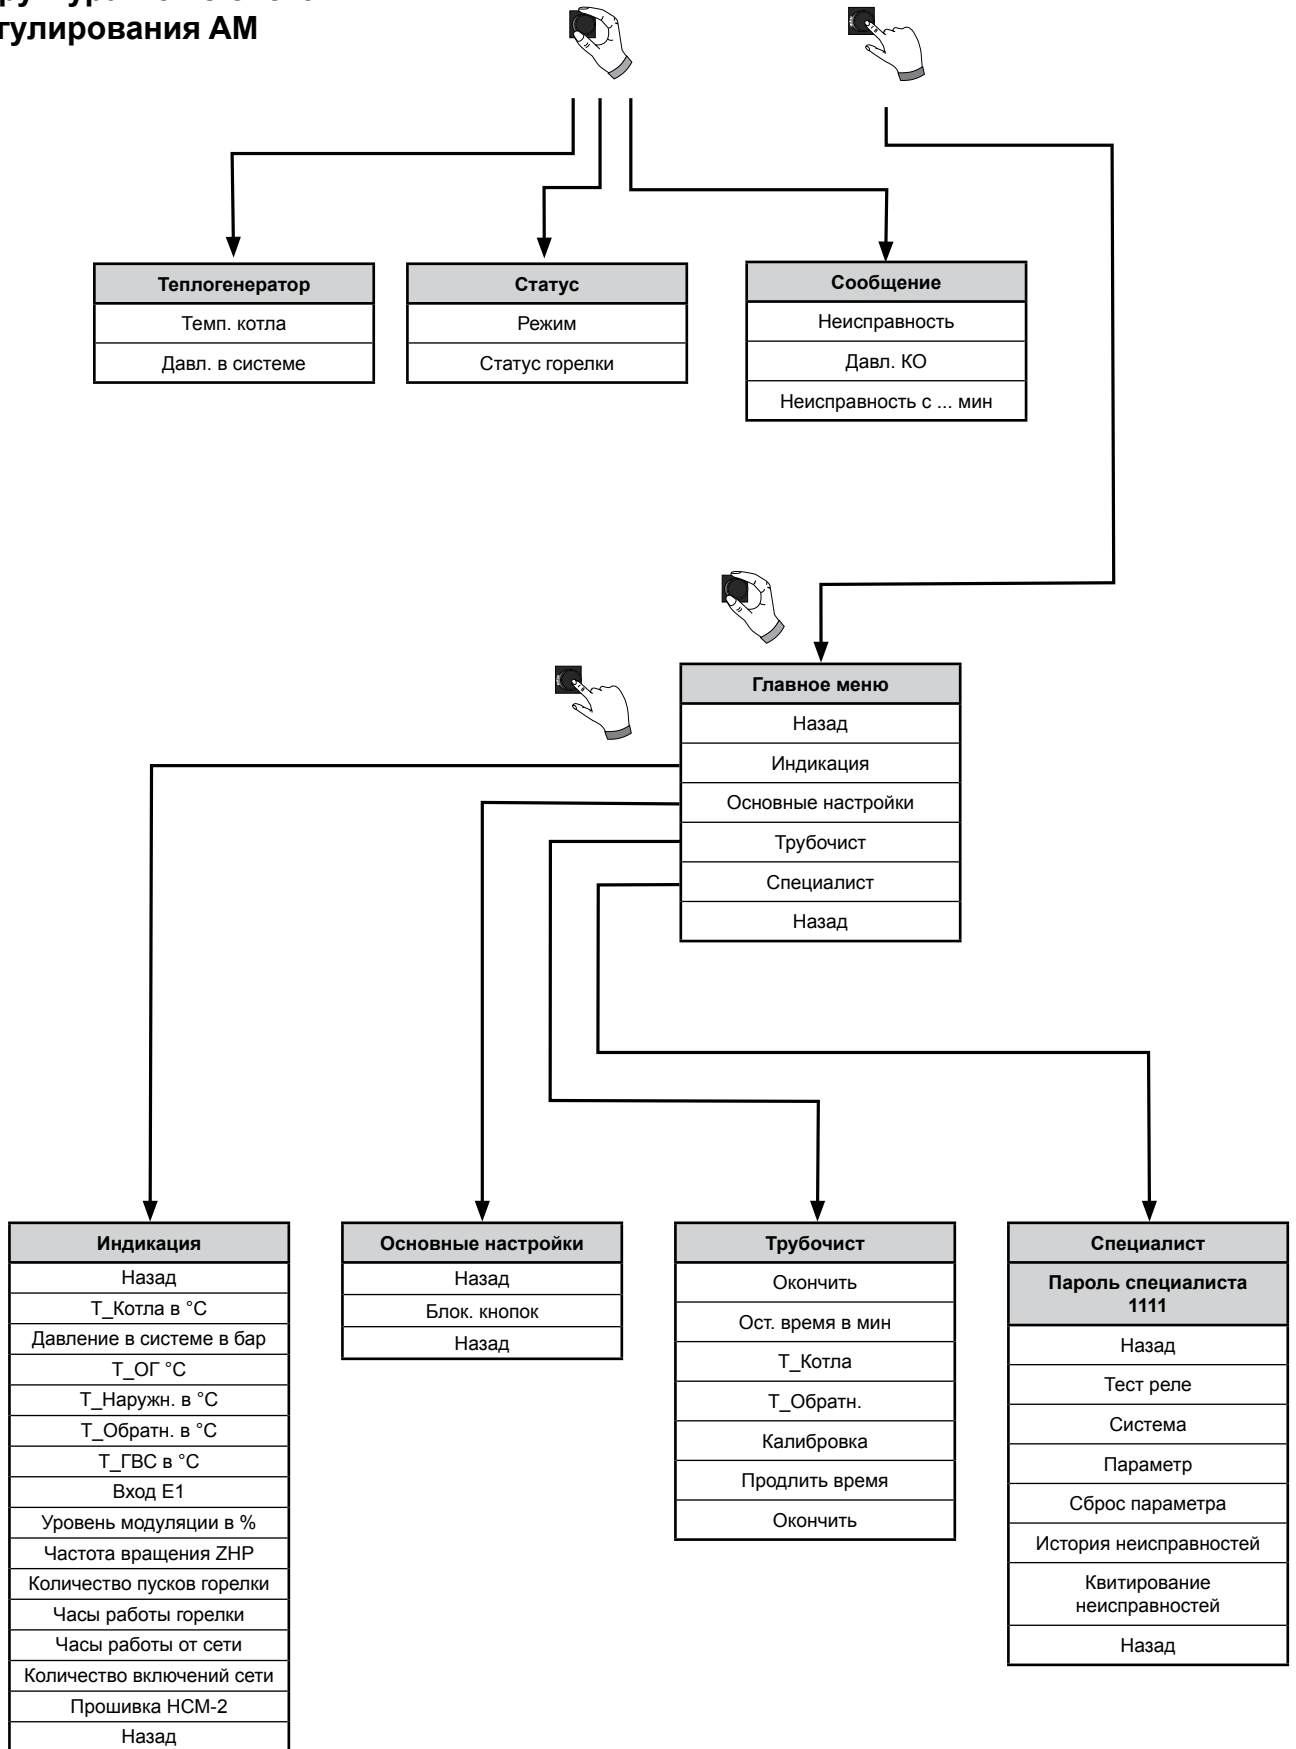 гулирования АМ
Теплогенератор
Темп. котла
Давл. в системе
Статус
Режим
Статус горелки
Сообщение
Неисправность
Давл. КО
Неисправность с ... мин
Главное меню
Назад
Индикация
Основные настройки
Трубочист
Специалист
Назад
Индикация
Назад
Т_Котла в °C
Давление в системе в бар
Т_ОГ °C
Т_Наружн. в °C
Т_Обратн. в °C
Т_ГВС в °C
Вход Е1
Уровень модуляции в %
Частота вращения ZHP
Количество пусков горелки
Часы работы горелки
Часы работы от сети
Количество включений сети
Прошивка HCM-2
Назад
Основные настройки
Назад
Блок. кнопок
Назад
Трубочист
Окончить
Ост. время в мин
Т_Котла
Т_Обратн.
Калибровка
Продлить время
Окончить
Специалист
Пароль специалиста
1111
Назад
Тест реле
Система
Параметр
Сброс параметра
История неисправностей
Квитирование
неисправностей
Назад